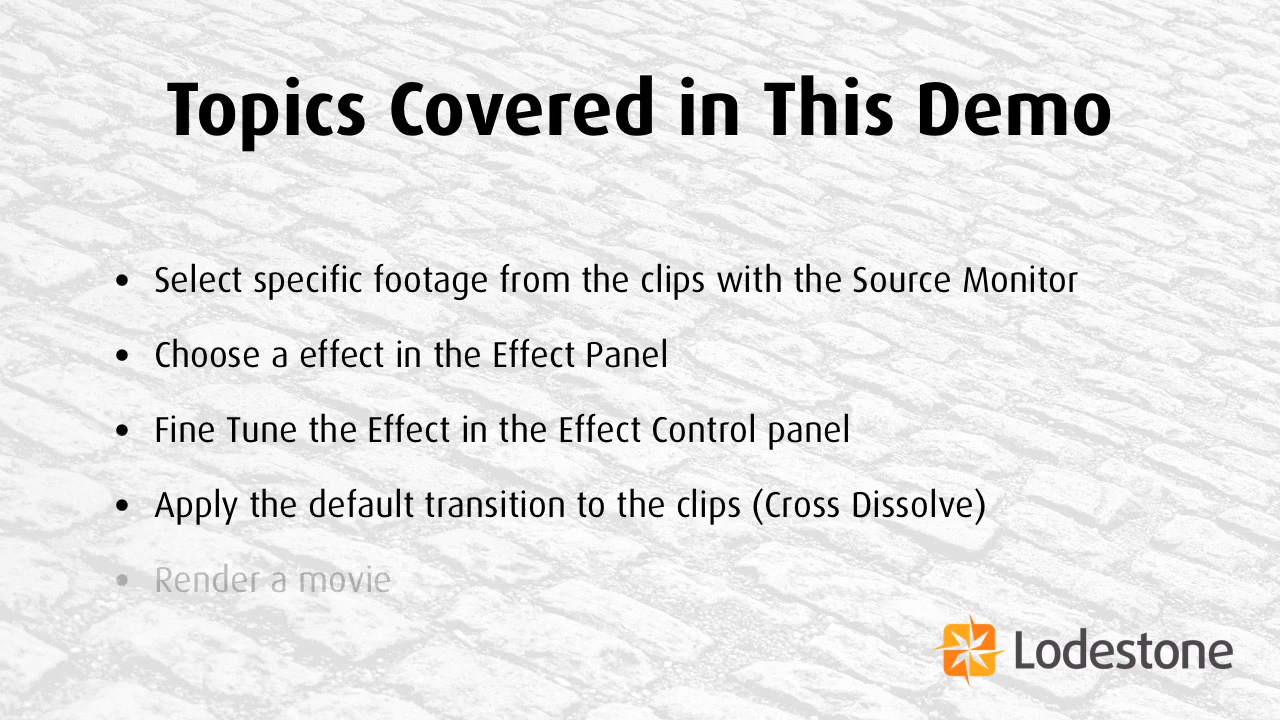 Topics Covered in This Demo
• Select specific footage from the clips with the Source Monitor
• Choose a effect in the Effect Panel
• Fine Tune the Effect in the Effect Control panel
• Apply the default transition to the clips (Cross Dissolve)
• Render a movie
Lodestone